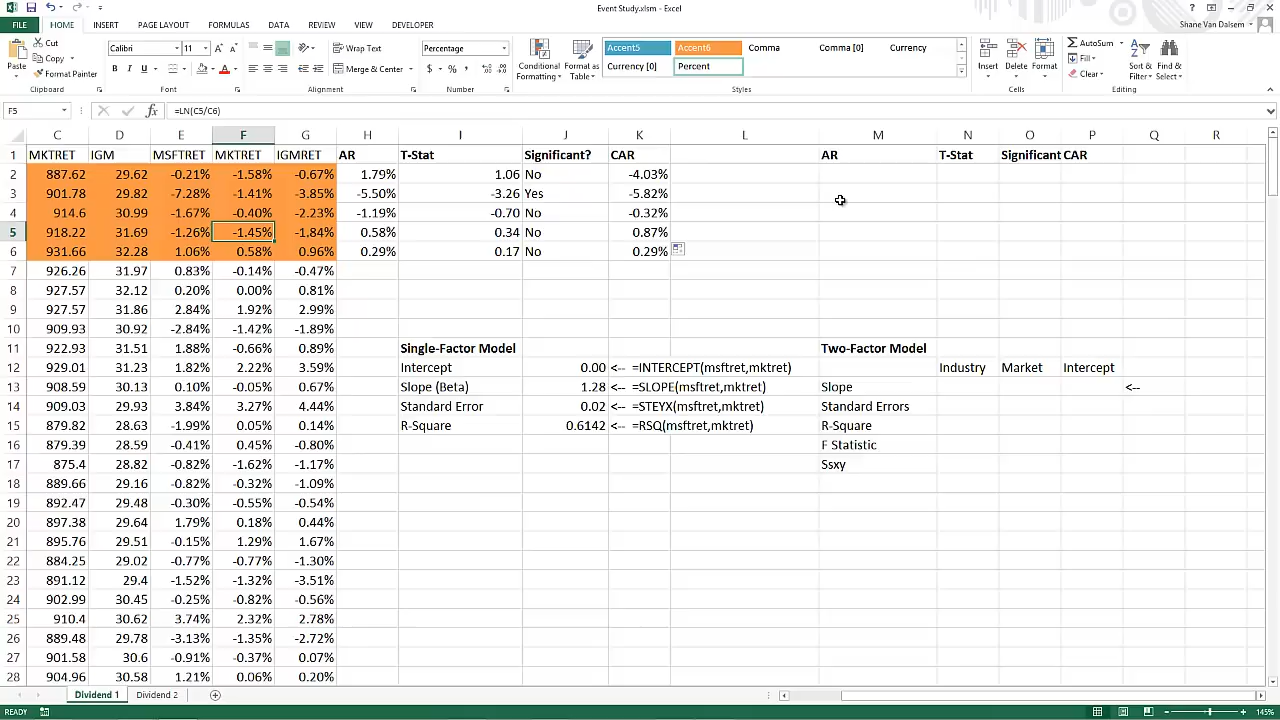 Event Study.xlsm - Excel
FILE HOME INSERT PAGE LAYOUT FORMULAS DATA REVIEW VIEW DEVELOPER Shane Van Dalsem
Paste Cut Copy Format Painter Clipboard
Calibri 11 B I U Font
Wrap Text Merge & Center Alignment
Percentage $ % , Number
Conditional Formatting Format as Table
Accent5 Accent6 Comma Comma [0] Currency
Currency [0] Percent
Styles
Insert Delete Format Cells
AutoSum Fill Clear Sort & Filter Find & Select Editing
F5 fx =LN(C5/C6)
C D E F G H I J K L M N O P Q R
1 MKTRET IGM MSFTRET MKTRET IGMRET AR T-Stat Significant? CAR AR T-Stat Significant CAR
2 887.62 29.62 -0.21% -1.58% -0.67% 1.79% 1.06 No -4.03%
3 901.78 29.82 -7.28% -1.41% -3.85% -5.50% -3.26 Yes -5.82%
4 914.6 30.99 -1.67% -0.40% -2.23% -1.19% -0.70 No -0.32%
5 918.22 31.69 -1.26% -1.45% -1.84% 0.58% 0.34 No 0.87%
6 931.66 32.28 1.06% 0.58% 0.96% 0.29% 0.17 No 0.29%
7 926.26 31.97 0.83% -0.14% -0.47%
8 927.57 32.12 0.20% 0.00% 0.81%
9 927.57 31.86 2.84% 1.92% 2.99%
10 909.93 30.92 -2.84% -1.42% -1.89%
11 922.93 31.51 1.88% -0.66% 0.89% Single-Factor Model Two-Factor Model
12 929.01 31.23 1.82% 2.22% 3.59% Intercept 0.00 <-- =INTERCEPT(msftret,mktret) Industry Market Intercept
13 908.59 30.13 0.10% -0.05% 0.67% Slope (Beta) 1.28 <-- =SLOPE(msftret,mktret) Slope <--
14 909.03 29.93 3.84% 3.27% 4.44% Standard Error 0.02 <-- =STEYX(msftret,mktret) Standard Errors
15 879.82 28.63 -1.99% 0.05% 0.14% R-Square 0.6142 <-- =RSQ(msftret,mktret) R-Square
16 879.39 28.59 -0.41% 0.45% -0.80% F Statistic
17 875.4 28.82 -0.82% -1.62% -1.17% Ssxy
18 889.66 29.16 -0.82% -0.32% -1.09%
19 892.47 29.48 -0.30% -0.55% -0.54%
20 897.38 29.64 1.79% 0.18% 0.44%
21 895.76 29.51 -0.15% 1.29% 1.67%
22 884.25 29.02 -0.77% -0.77% -1.30%
23 891.12 29.4 -1.52% -1.32% -3.51%
24 902.99 30.45 -0.25% -0.82% -0.56%
25 910.4 30.62 3.74% 2.32% 2.78%
26 889.48 29.78 -3.13% -1.35% -2.72%
27 901.58 30.6 -0.91% -0.37% 0.07%
28 904.96 30.58 1.21% 0.06% 0.20%
Dividend 1 Dividend 2
READY 145%